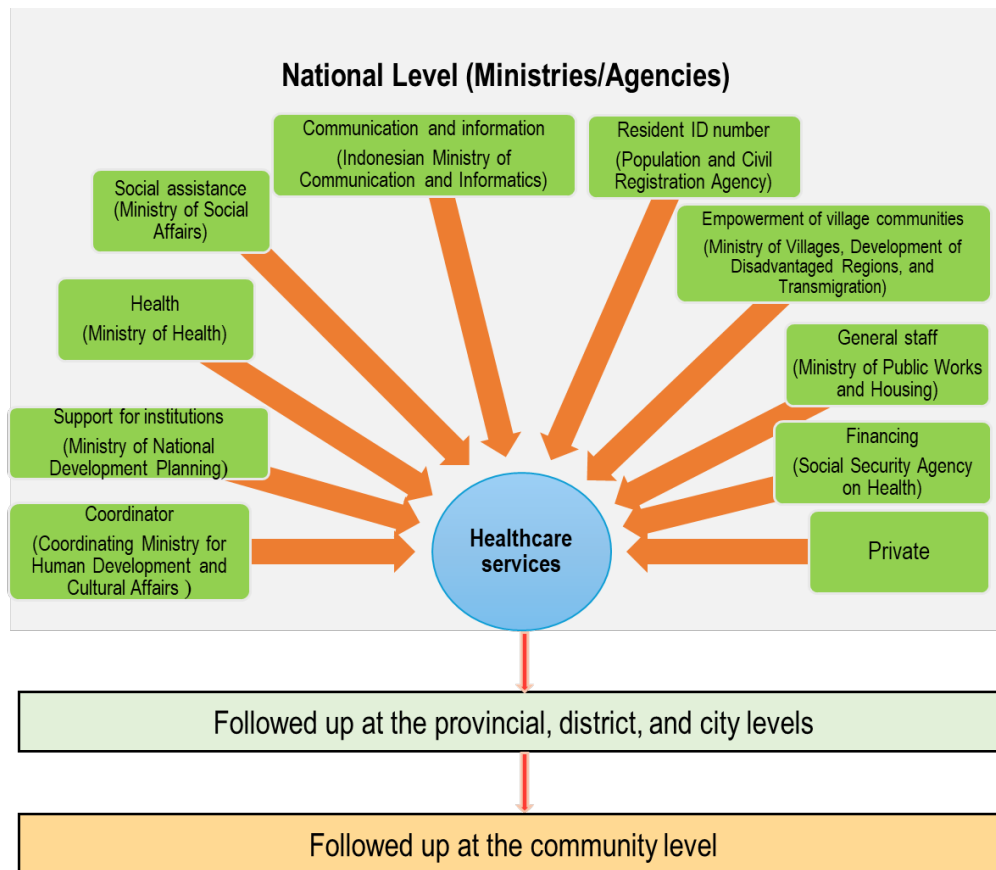 National Level (Ministries/Agencies)
Communication and information
(Indonesian Ministry of
Communication and Informatics)
Resident ID number
(Population and Civil
Registration Agency)
Social assistance
(Ministry of Social
Affairs)
Empowerment of village communities
(Ministry of Villages, Development of
Disadvantaged Regions, and
Transmigration)
Health
(Ministry of Health)
General staff
(Ministry of Public Works
and Housing)
Support for institutions
(Ministry of National
Development Planning)
Financing
(Social Security Agency
on Health)
Coordinator
(Coordinating Ministry for
Human Development and
Cultural Affairs )
Healthcare
services
Private
Followed up at the provincial, district, and city levels
Followed up at the community level